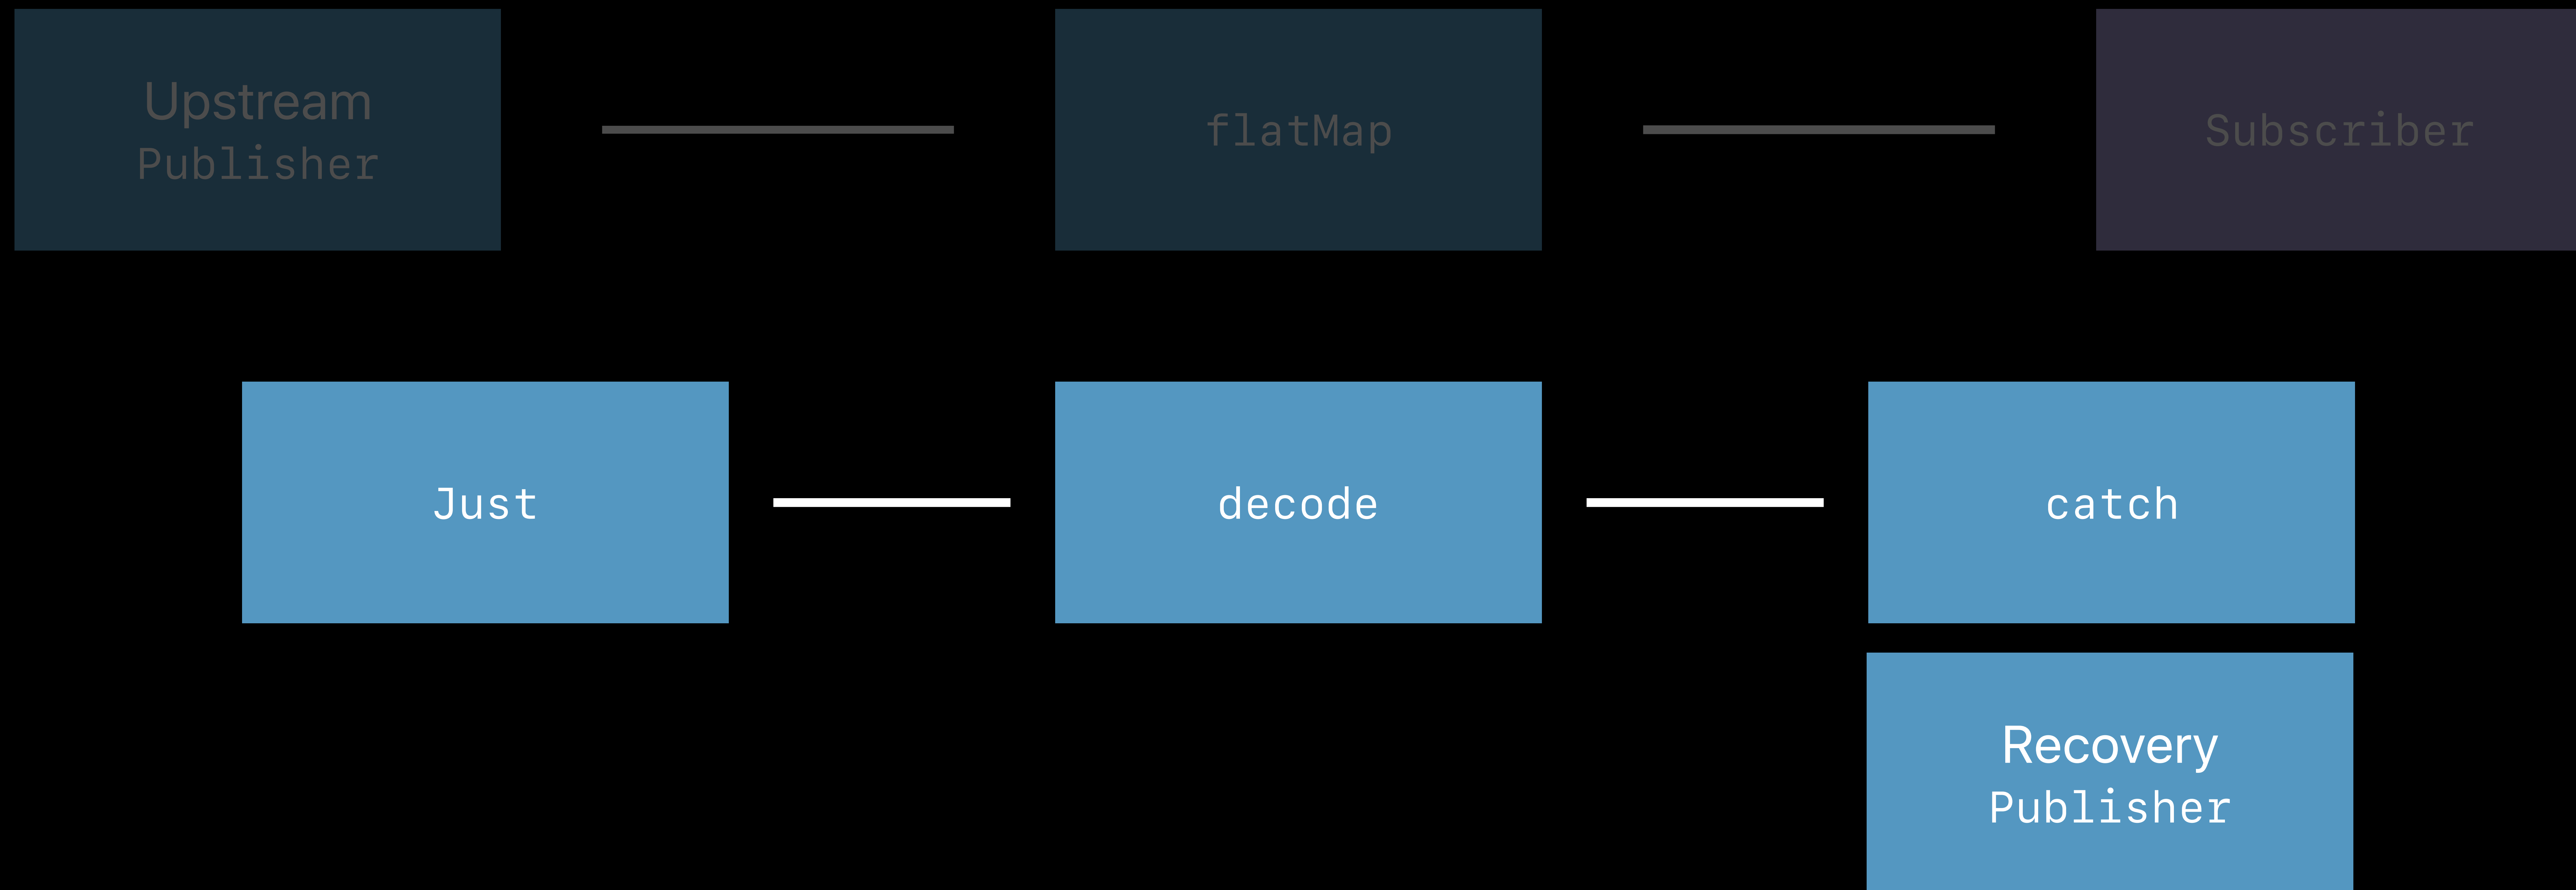 Upstream
Publisher
flatMap
Subscriber
Just
decode
catch
Recovery
Publisher